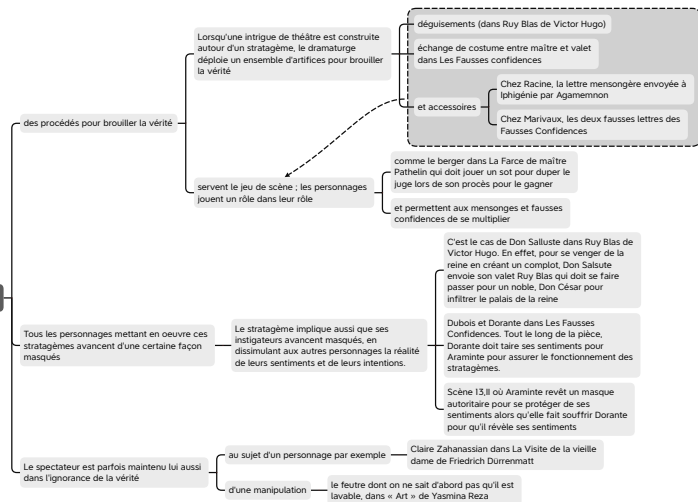 des procédés pour brouiller la vérité
Lorsqu'une intrigue de théâtre est construite
autour d'un stratagème, le dramaturge
déploie un ensemble d'artifices pour brouiller
la vérité
déguisements (dans Ruy Blas de Victor Hugo)
échange de costume entre maître et valet
dans Les Fausses confidences
et accessoires
Chez Racine, la lettre mensongère envoyée à
Iphigénie par Agamemnon
Chez Marivaux, les deux fausses lettres des
Fausses Confidences
servent le jeu de scène ; les personnages
jouent un rôle dans leur rôle
comme le berger dans La Farce de maître
Pathelin qui doit jouer un sot pour duper le
juge lors de son procès pour le gagner
et permettent aux mensonges et fausses
confidences de se multiplier
Tous les personnages mettant en oeuvre ces
stratagèmes avancent d'une certaine façon
masqués
Le stratagème implique aussi que ses
instigateurs avancent masqués, en
dissimulant aux autres personnages la réalité
de leurs sentiments et de leurs intentions.
C'est le cas de Don Salluste dans Ruy Blas de
Victor Hugo. En effet, pour se venger de la
reine en créant un complot, Don Salsute
envoie son valet Ruy Blas qui doit se faire
passer pour un noble, Don César pour
infiltrer le palais de la reine
Dubois et Dorante dans Les Fausses
Confidences. Tout le long de la pièce,
Dorante doit taire ses sentiments pour
Araminte pour assurer le fonctionnement des
stratagèmes.
Scène 13,II où Araminte revêt un masque
autoritaire pour se protéger de ses
sentiments alors qu'elle fait souffrir Dorante
pour qu'il révèle ses sentiments
Le spectateur est parfois maintenu lui aussi
dans l'ignorance de la vérité
au sujet d'un personnage par exemple
Claire Zahanassian dans La Visite de la vieille
dame de Friedrich Dürrenmatt
d'une manipulation
le feutre dont on ne sait d'abord pas qu'il est
lavable, dans « Art » de Yasmina Reza